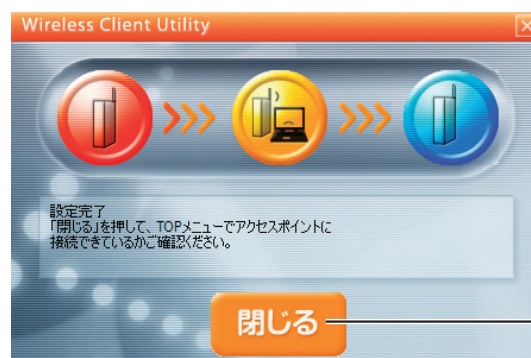 Wireless Client Utility
設定完了
「閉じる」を押して、TOPメニューでアクセスポイントに
接続できているかご確認ください。
閉じる